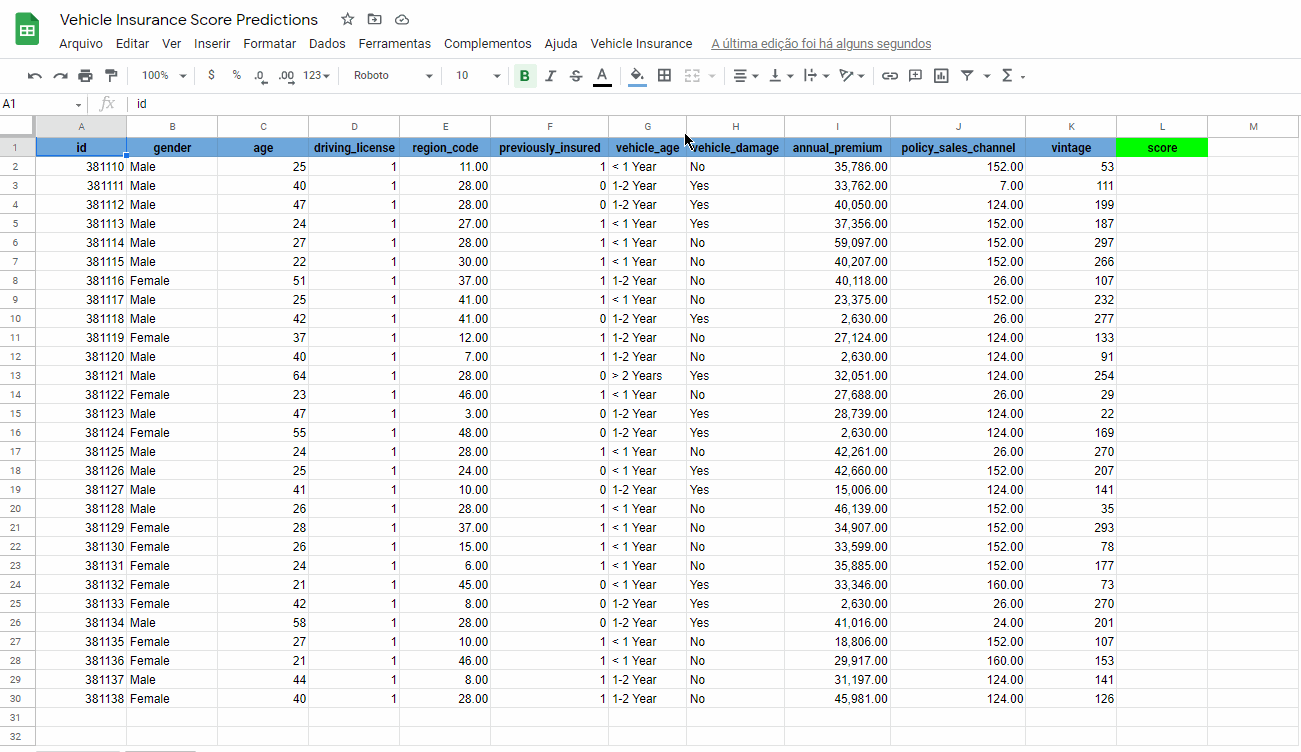 Vehicle Insurance Score Predictions
Arquivo Editar Ver Inserir Formatar Dados Ferramentas Complementos Ajuda Vehicle Insurance A última edição foi há alguns segundos
100% $ % .0 .00 123 Roboto 10 B I S A Σ
A1 fx id
A B C D E F G H I J K L M
1 id gender age driving_license region_code previously_insured vehicle_age vehicle_damage annual_premium policy_sales_channel vintage score
2 381110 Male 25 1 11.00 1 < 1 Year No 35,786.00 152.00 53
3 381111 Male 40 1 28.00 0 1-2 Year Yes 33,762.00 7.00 111
4 381112 Male 47 1 28.00 0 1-2 Year Yes 40,050.00 124.00 199
5 381113 Male 24 1 27.00 1 < 1 Year Yes 37,356.00 152.00 187
6 381114 Male 27 1 28.00 1 < 1 Year No 59,097.00 152.00 297
7 381115 Male 22 1 30.00 1 < 1 Year No 40,207.00 152.00 266
8 381116 Female 51 1 37.00 1 1-2 Year No 40,118.00 26.00 107
9 381117 Male 25 1 41.00 1 < 1 Year No 23,375.00 152.00 232
10 381118 Male 42 1 41.00 0 1-2 Year Yes 2,630.00 26.00 277
11 381119 Female 37 1 12.00 1 1-2 Year No 27,124.00 124.00 133
12 381120 Male 40 1 7.00 1 1-2 Year No 2,630.00 124.00 91
13 381121 Male 64 1 28.00 0 > 2 Years Yes 32,051.00 124.00 254
14 381122 Female 23 1 46.00 1 < 1 Year No 27,688.00 26.00 29
15 381123 Male 47 1 3.00 0 1-2 Year Yes 28,739.00 124.00 22
16 381124 Female 55 1 48.00 0 1-2 Year Yes 2,630.00 124.00 169
17 381125 Male 24 1 28.00 1 < 1 Year No 42,261.00 26.00 270
18 381126 Male 25 1 24.00 0 < 1 Year Yes 42,660.00 152.00 207
19 381127 Male 41 1 10.00 0 1-2 Year Yes 15,006.00 124.00 141
20 381128 Male 26 1 28.00 1 < 1 Year No 46,139.00 152.00 35
21 381129 Female 28 1 37.00 1 < 1 Year No 34,907.00 152.00 293
22 381130 Female 26 1 15.00 1 < 1 Year No 33,599.00 152.00 78
23 381131 Female 24 1 6.00 1 < 1 Year No 35,885.00 152.00 177
24 381132 Female 21 1 45.00 0 < 1 Year Yes 33,346.00 160.00 73
25 381133 Female 42 1 8.00 0 1-2 Year Yes 2,630.00 26.00 270
26 381134 Male 58 1 28.00 0 1-2 Year Yes 41,016.00 24.00 201
27 381135 Female 27 1 10.00 1 < 1 Year No 18,806.00 152.00 107
28 381136 Female 21 1 46.00 1 < 1 Year No 29,917.00 160.00 153
29 381137 Male 44 1 8.00 1 1-2 Year No 31,197.00 124.00 141
30 381138 Female 40 1 28.00 1 1-2 Year No 45,981.00 124.00 126
31
32